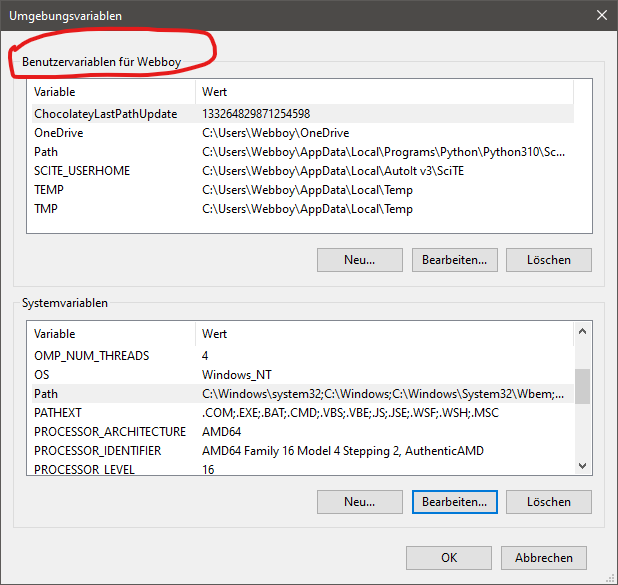 Umgebungsvariablen
Benutzervariablen für Webboy
Variable Wert
ChocolateyLastPathUpdate 133264829871254598
OneDrive C:\Users\Webboy\OneDrive
Path C:\Users\Webboy\AppData\Local\Programs\Python\Python310\Sc...
SCITE_USERHOME C:\Users\Webboy\AppData\Local\AutoIt v3\SciTE
TEMP C:\Users\Webboy\AppData\Local\Temp
TMP C:\Users\Webboy\AppData\Local\Temp
Neu... Bearbeiten... Löschen
Systemvariablen
Variable Wert
OMP_NUM_THREADS 4
OS Windows_NT
Path C:\Windows\system32;C:\Windows;C:\Windows\System32\Wbem;...
PATHEXT .COM;.EXE;.BAT;.CMD;.VBS;.VBE;.JS;.JSE;.WSF;.WSH;.MSC
PROCESSOR_ARCHITECTURE AMD64
PROCESSOR_IDENTIFIER AMD64 Family 16 Model 4 Stepping 2, AuthenticAMD
PROCESSOR_LEVEL 16
Neu... Bearbeiten... Löschen
OK Abbrechen